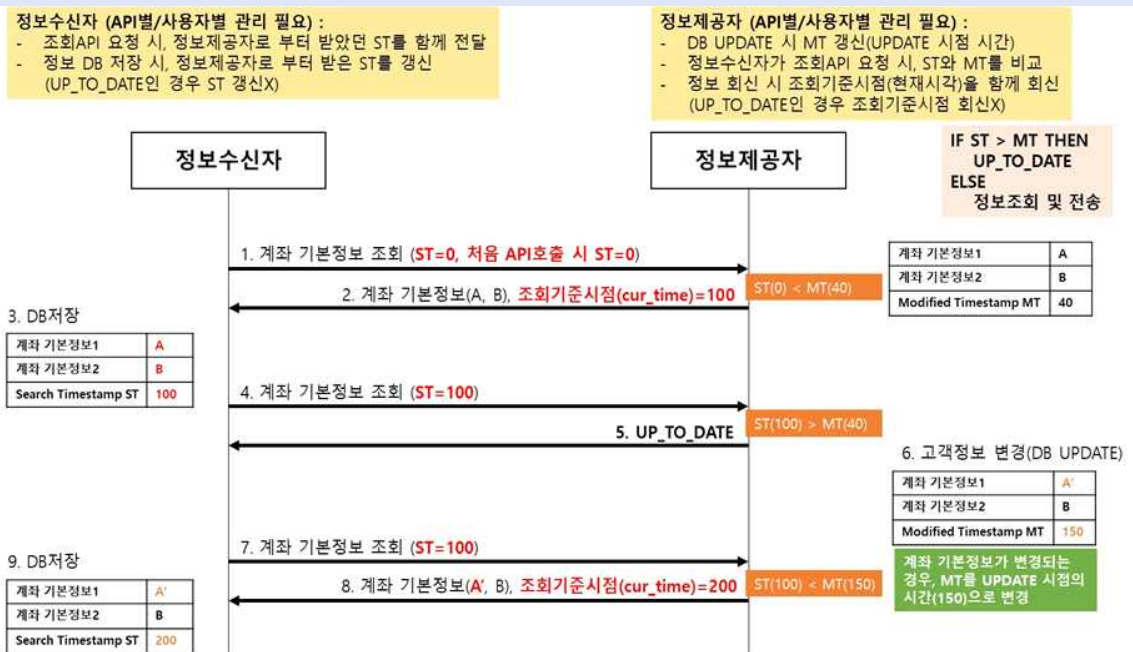 정보수신자 (API별/사용자별 관리 필요) :
- 조회API 요청 시, 정보제공자로 부터 받았던 ST를 함께 전달
- 정보 DB 저장 시, 정보제공자로 부터 받은 ST를 갱신
(UP_TO_DATE인 경우 ST 갱신X)
정보제공자 (API별/사용자별 관리 필요) :
- DB UPDATE 시 MT 갱신(UPDATE 시점 시간)
- 정보수신자가 조회API 요청 시, ST와 MT를 비교
- 정보 회신 시 조회기준시점(현재시각)을 함께 회신
(UP_TO_DATE인 경우 조회기준시점 회신X)
정보수신자
정보제공자
IF ST > MT THEN
UP_TO_DATE
ELSE
정보조회 및 전송
1. 계좌 기본정보 조회 (ST=0, 처음 API호출 시 ST=0)
계좌 기본정보1 A
계좌 기본정보2 B
Modified Timestamp MT 40
ST(0) < MT(40)
2. 계좌 기본정보(A, B), 조회기준시점(cur_time)=100
3. DB저장
계좌 기본정보1 A
계좌 기본정보2 B
Search Timestamp ST 100
4. 계좌 기본정보 조회 (ST=100)
ST(100) > MT(40)
5. UP_TO_DATE
6. 고객정보 변경(DB UPDATE)
계좌 기본정보1 A'
계좌 기본정보2 B
Modified Timestamp MT 150
계좌 기본정보가 변경되는
경우, MT를 UPDATE 시점의
시간(150)으로 변경
7. 계좌 기본정보 조회 (ST=100)
8. 계좌 기본정보(A', B), 조회기준시점(cur_time)=200
ST(100) < MT(150)
9. DB저장
계좌 기본정보1 A'
계좌 기본정보2 B
Search Timestamp ST 200